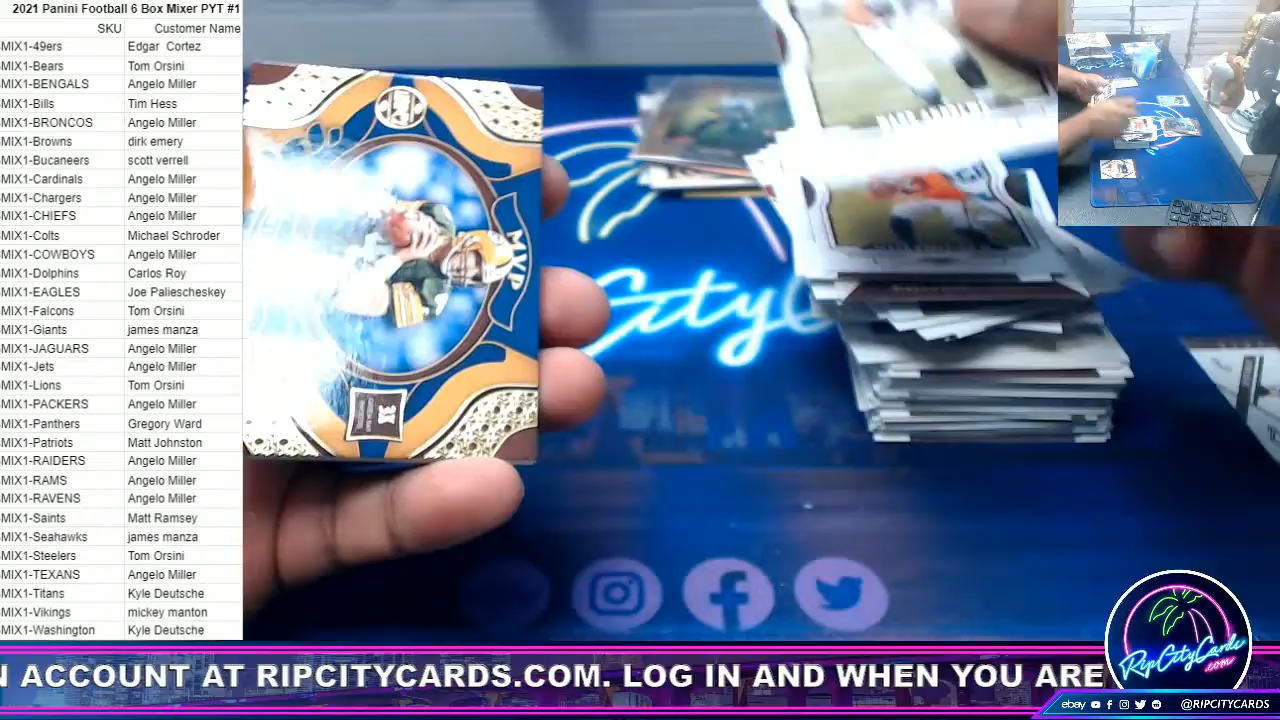 2021 Panini Football 6 Box Mixer PYT #1
SKU Customer Name
MIX1-49ers Edgar Cortez
MIX1-Bears Tom Orsini
MIX1-BENGALS Angelo Miller
MIX1-Bills Tim Hess
MIX1-BRONCOS Angelo Miller
MIX1-Browns dirk emery
MIX1-Bucaneers scott verrell
MIX1-Cardinals Angelo Miller
MIX1-Chargers Angelo Miller
MIX1-CHIEFS Angelo Miller
MIX1-Colts Michael Schroder
MIX1-COWBOYS Angelo Miller
MIX1-Dolphins Carlos Roy
MIX1-EAGLES Joe Paliescheskey
MIX1-Falcons Tom Orsini
MIX1-Giants james manza
MIX1-JAGUARS Angelo Miller
MIX1-Jets Angelo Miller
MIX1-Lions Tom Orsini
MIX1-PACKERS Angelo Miller
MIX1-Panthers Gregory Ward
MIX1-Patriots Matt Johnston
MIX1-RAIDERS Angelo Miller
MIX1-RAMS Angelo Miller
MIX1-RAVENS Angelo Miller
MIX1-Saints Matt Ramsey
MIX1-Seahawks james manza
MIX1-Steelers Tom Orsini
MIX1-TEXANS Angelo Miller
MIX1-Titans Kyle Deutsche
MIX1-Vikings mickey manton
MIX1-Washington Kyle Deutsche
MVP
City
N ACCOUNT AT RIPCITYCARDS.COM. LOG IN AND WHEN YOU ARE
RipCityCards
.com
ebay @RIPCITYCARDS